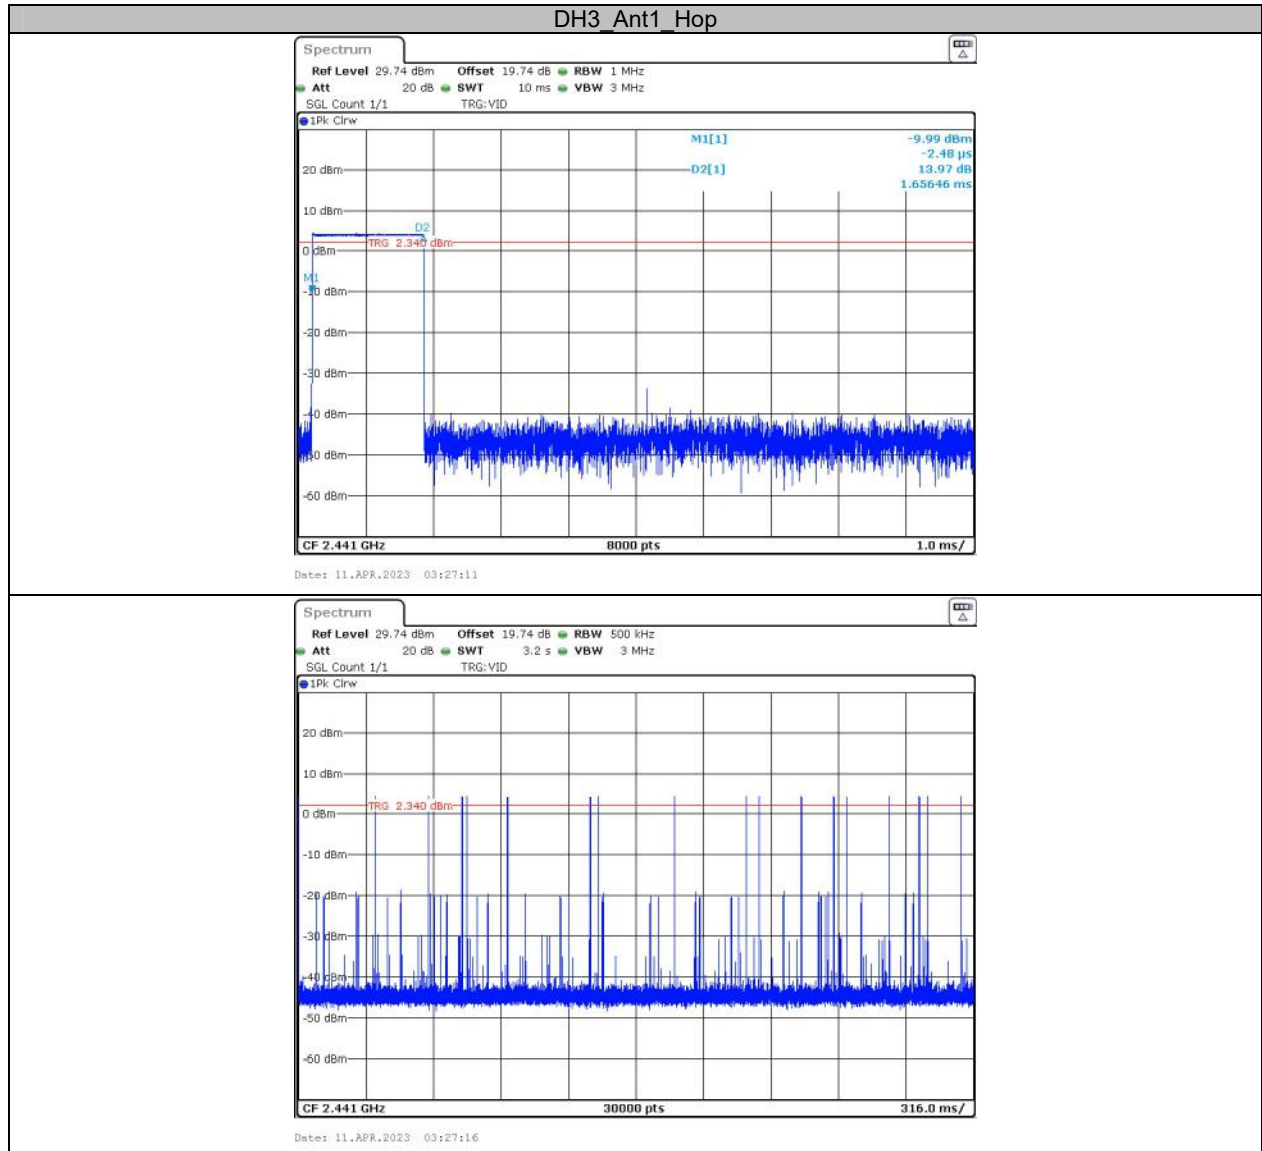 DH3_Ant1_Hop
Spectrum
Ref Level 29.74 dBm Offset 19.74 dB RBW 1 MHz
Att 20 dB SWT 10 ms VBW 3 MHz
SGL Count 1/1 TRG:VID
1Pk Clrw
M1[1] -9.99 dBm
-2.48 µs
20 dBm D2[1] 13.97 dB
1.65646 ms
10 dBm
D2
TRG 2.340 dBm
0 dBm
M1
-10 dBm
-20 dBm
-30 dBm
-40 dBm
-50 dBm
-60 dBm
CF 2.441 GHz 8000 pts 1.0 ms/
Date: 11.APR.2023 03:27:11
Spectrum
Ref Level 29.74 dBm Offset 19.74 dB RBW 500 kHz
Att 20 dB SWT 3.2 s VBW 3 MHz
SGL Count 1/1 TRG:VID
1Pk Clrw
20 dBm
10 dBm
TRG 2.340 dBm
0 dBm
-10 dBm
-20 dBm
-30 dBm
-40 dBm
-50 dBm
-60 dBm
CF 2.441 GHz 30000 pts 316.0 ms/
Date: 11.APR.2023 03:27:16